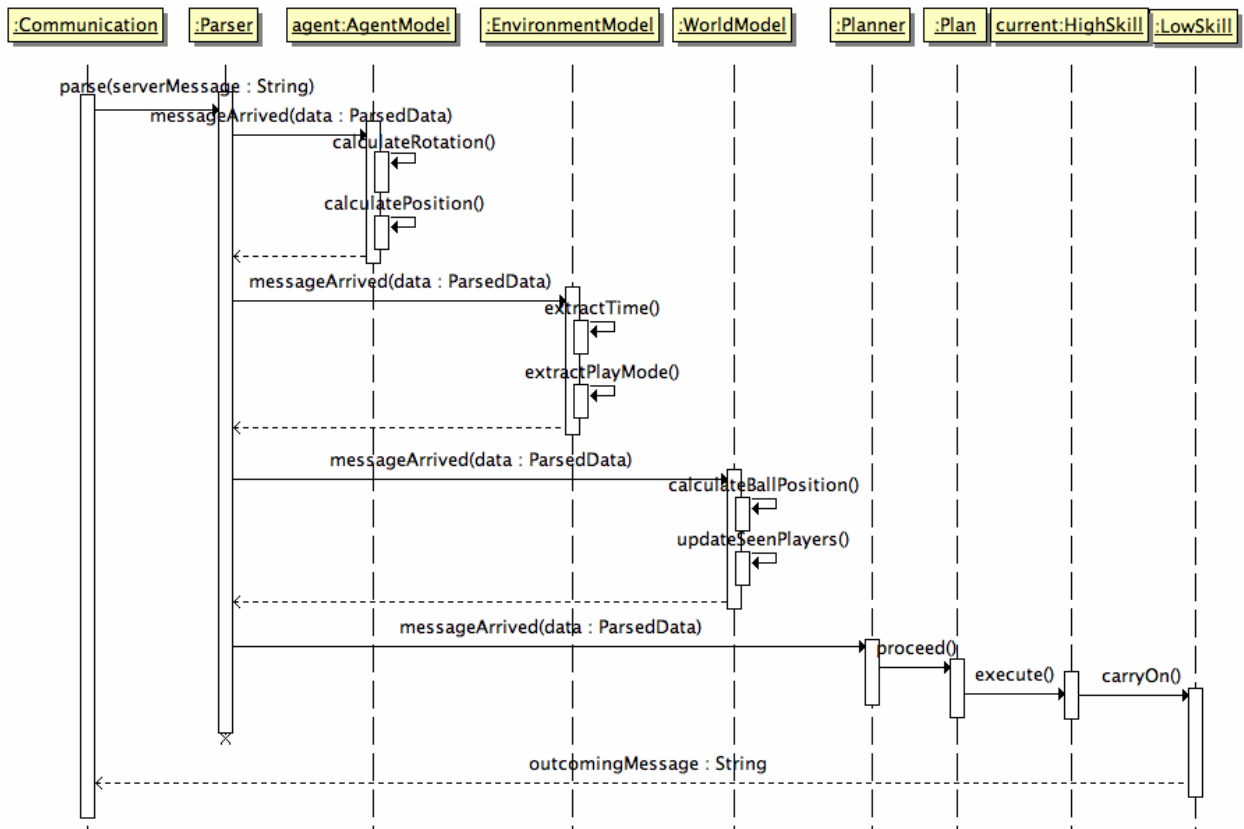 :Communication
:Parser
agent:AgentModel
:EnvironmentModel
:WorldModel
:Planner
:Plan
current:HighSkill
:LowSkill
parse(serverMessage : String)
messageArrived(data : ParsedData)
calculateRotation()
calculatePosition()
messageArrived(data : ParsedData)
extractTime()
extractPlayMode()
messageArrived(data : ParsedData)
calculateBallPosition()
updateSeenPlayers()
messageArrived(data : ParsedData)
proceed()
execute()
carryOn()
outcomingMessage : String